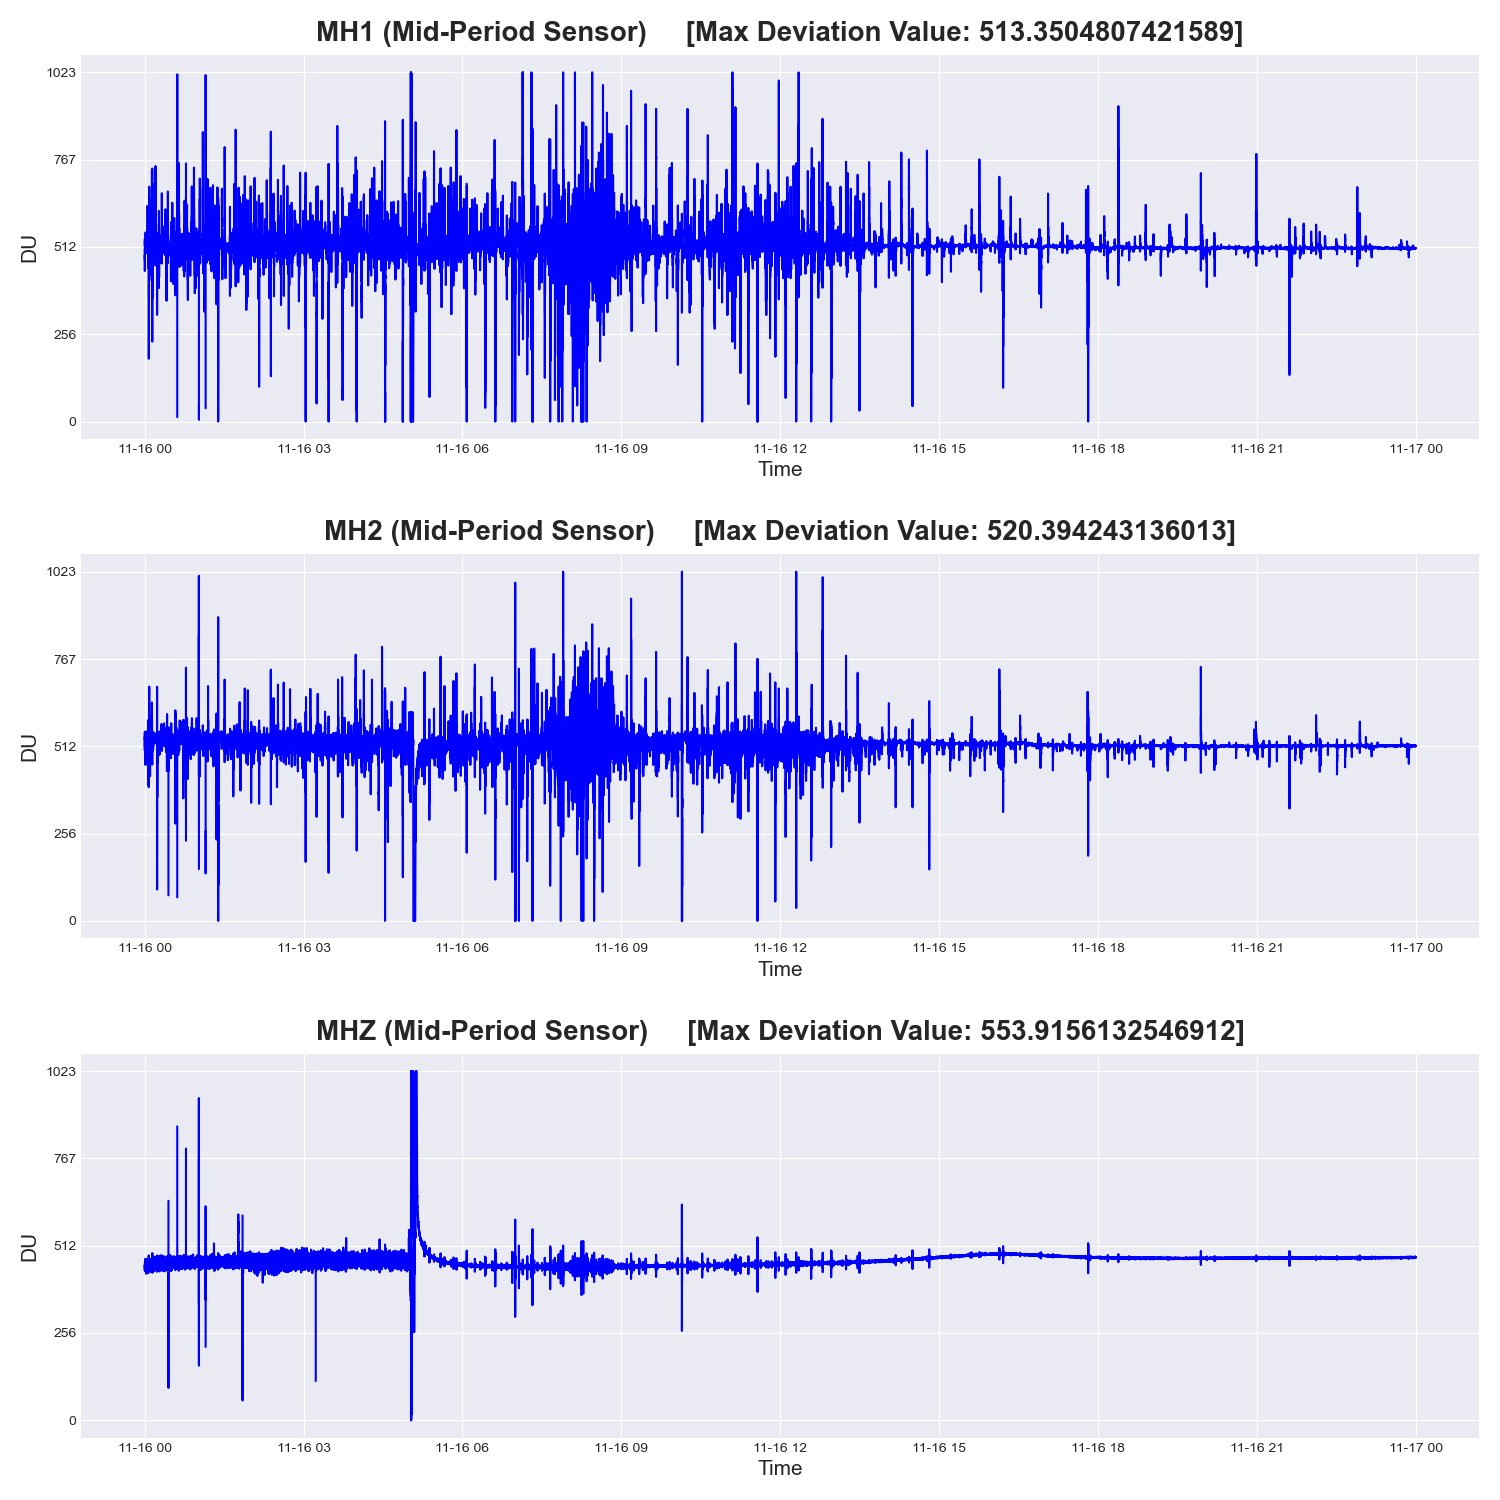 MH1 (Mid-Period Sensor) [Max Deviation Value: 513.3504807421589]
1023
767
512
256
0
DU
11-16 00 11-16 03 11-16 06 11-16 09 11-16 12 11-16 15 11-16 18 11-16 21 11-17 00
Time
MH2 (Mid-Period Sensor) [Max Deviation Value: 520.394243136013]
1023
767
512
256
0
DU
11-16 00 11-16 03 11-16 06 11-16 09 11-16 12 11-16 15 11-16 18 11-16 21 11-17 00
Time
MHZ (Mid-Period Sensor) [Max Deviation Value: 553.9156132546912]
1023
767
512
256
0
DU
11-16 00 11-16 03 11-16 06 11-16 09 11-16 12 11-16 15 11-16 18 11-16 21 11-17 00
Time